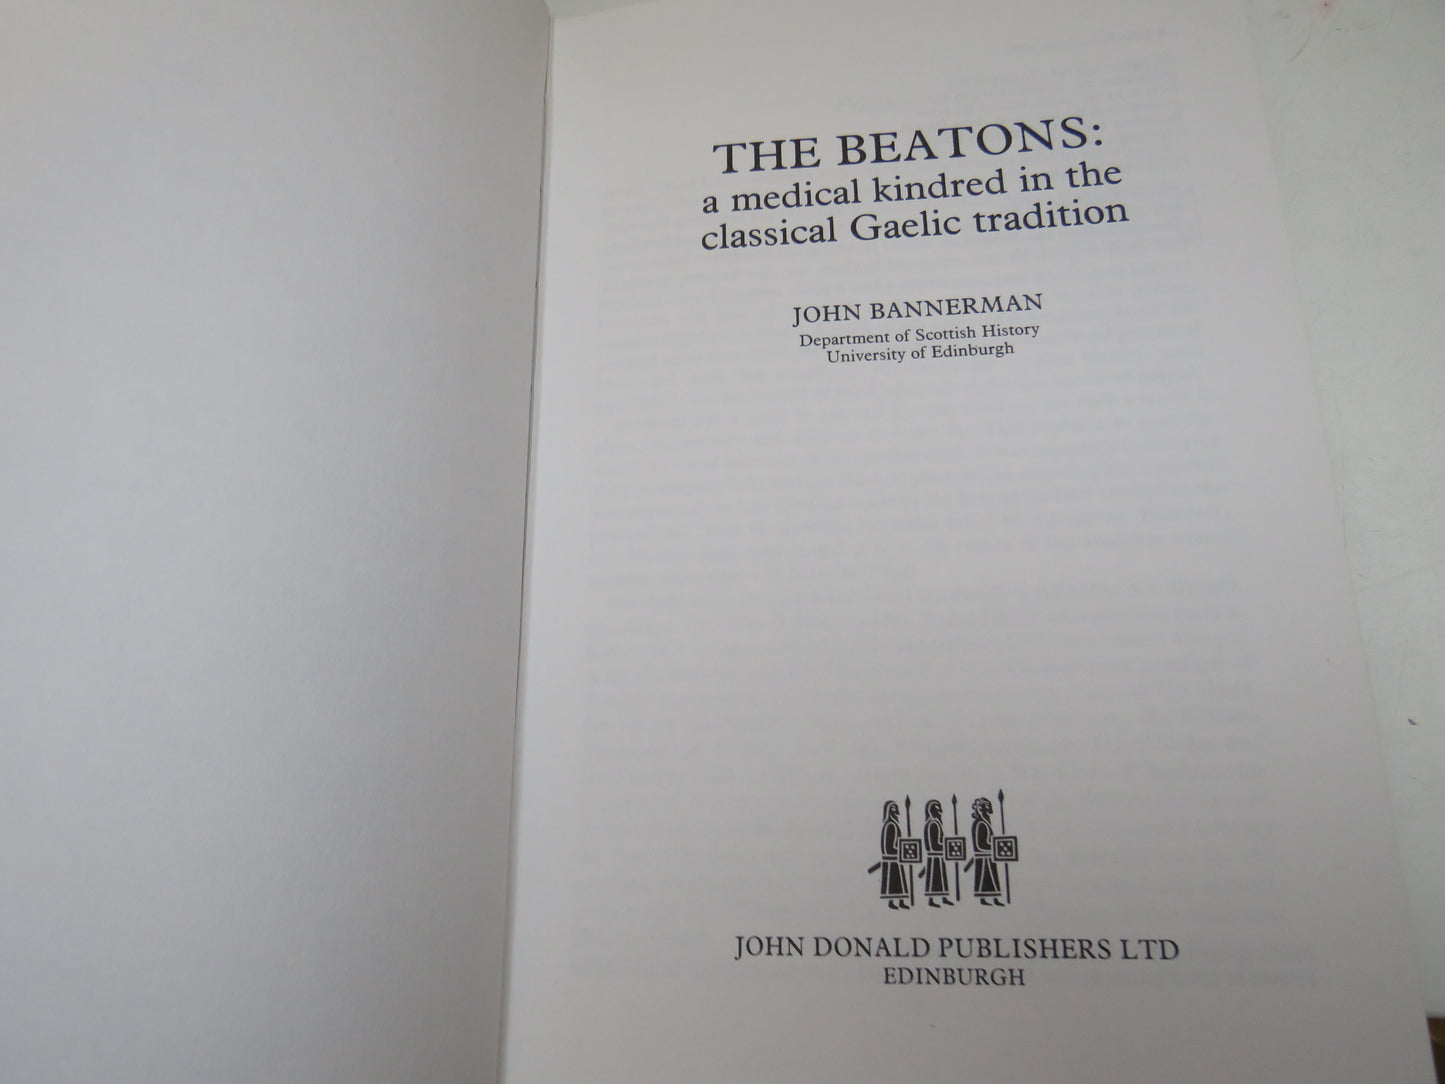 THE BEATONS:
a medical kindred in the
classical Gaelic tradition
JOHN BANNERMAN
Department of Scottish History
University of Edinburgh
JOHN DONALD PUBLISHERS LTD
EDINBURGH